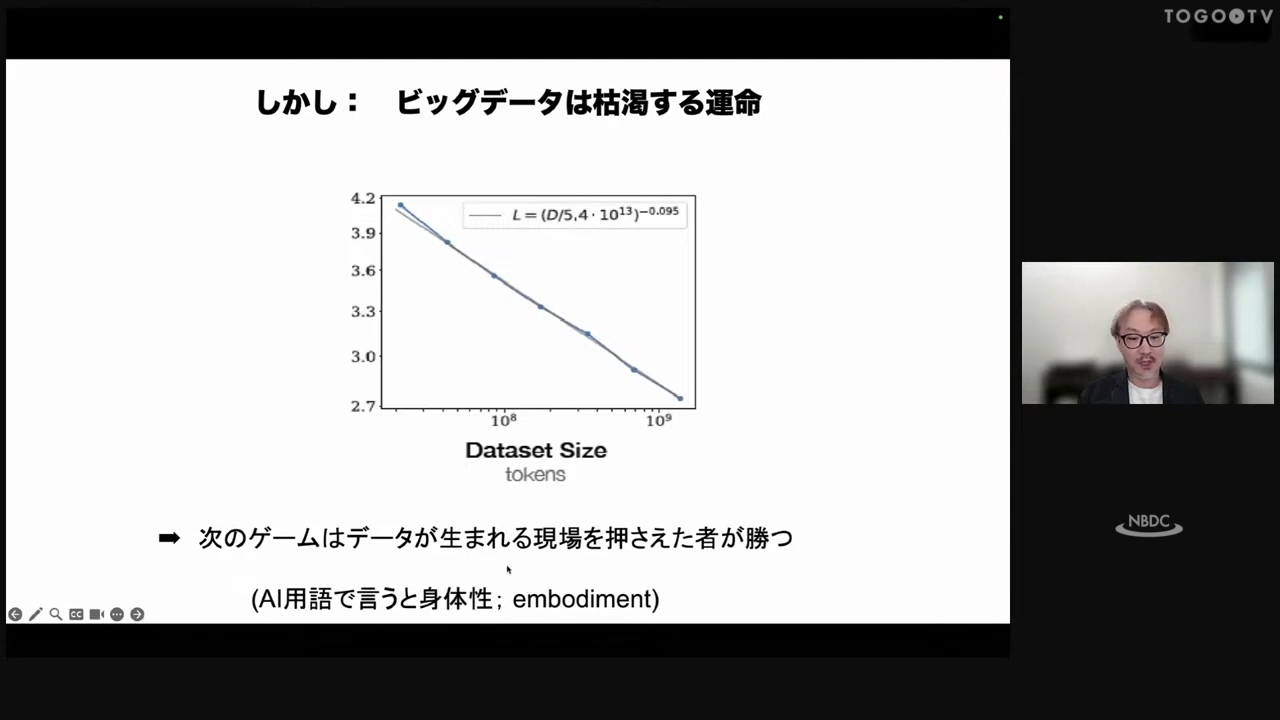 TOGOTV
しかし： ビッグデータは枯渇する運命
4.2
3.9
3.6
3.3
3.0
2.7
L = (D/5.4 · 10¹³)⁻⁰·⁰⁹⁵
10⁸
10⁹
Dataset Size
tokens
➡ 次のゲームはデータが生まれる現場を押さえた者が勝つ
(AI用語で言うと身体性; embodiment)
CC
NBDC